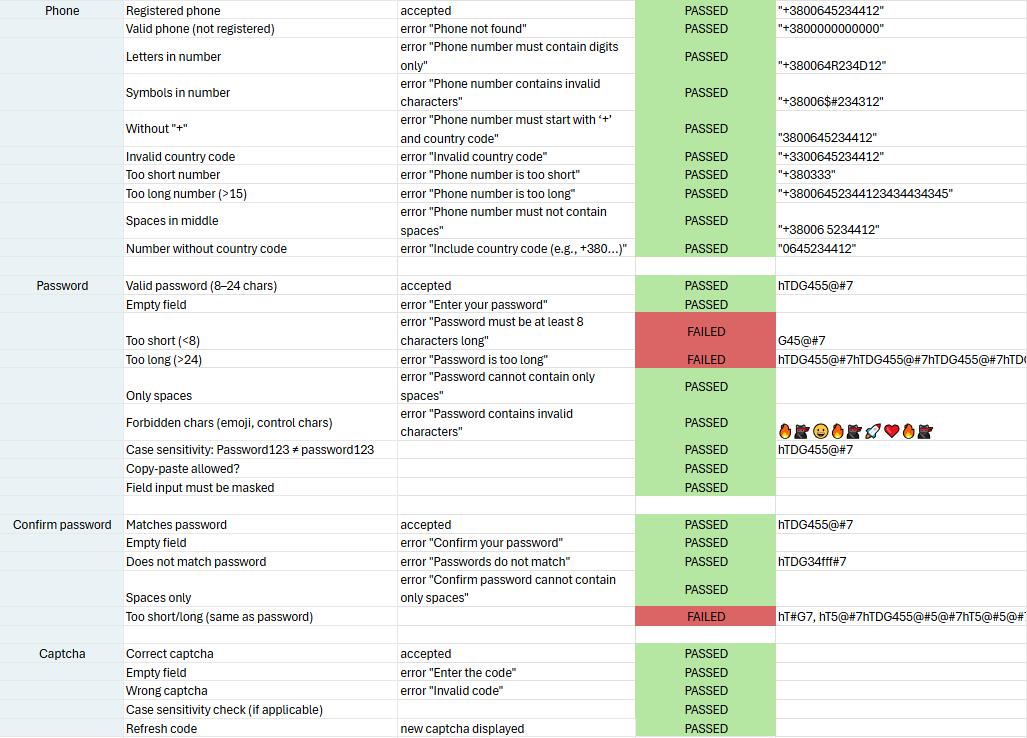 Phone Registered phone accepted PASSED "+3800645234412"
Valid phone (not registered) error "Phone not found" PASSED "+3800000000000"
Letters in number error "Phone number must contain digits only" PASSED "+380064R234D12"
Symbols in number error "Phone number contains invalid characters" PASSED "+38006$#234312"
Without "+" error "Phone number must start with ‘+’ and country code" PASSED "3800645234412"
Invalid country code error "Invalid country code" PASSED "+3300645234412"
Too short number error "Phone number is too short" PASSED "+380333"
Too long number (>15) error "Phone number is too long" PASSED "+38006452344123434434345"
Spaces in middle error "Phone number must not contain spaces" PASSED "+38006 5234412"
Number without country code error "Include country code (e.g., +380…)" PASSED "0645234412"
Password Valid password (8–24 chars) accepted PASSED hTDG455@#7
Empty field error "Enter your password" PASSED
Too short (<8) error "Password must be at least 8 characters long" FAILED G45@#7
Too long (>24) error "Password is too long" FAILED hTDG455@#7hTDG455@#7hTDG455@#7hTDG
Only spaces error "Password cannot contain only spaces" PASSED
Forbidden chars (emoji, control chars) error "Password contains invalid characters" PASSED
Case sensitivity: Password123 ≠ password123 PASSED hTDG455@#7
Copy-paste allowed? PASSED
Field input must be masked PASSED
Confirm password Matches password accepted PASSED hTDG455@#7
Empty field error "Confirm your password" PASSED
Does not match password error "Passwords do not match" PASSED hTDG34fff#7
Spaces only error "Confirm password cannot contain only spaces" PASSED
Too short/long (same as password) FAILED hT#G7, hT5@#7hTDG455@#5@#7hT5@#5@#7
Captcha Correct captcha accepted PASSED
Empty field error "Enter the code" PASSED
Wrong captcha error "Invalid code" PASSED
Case sensitivity check (if applicable) PASSED
Refresh code new captcha displayed PASSED